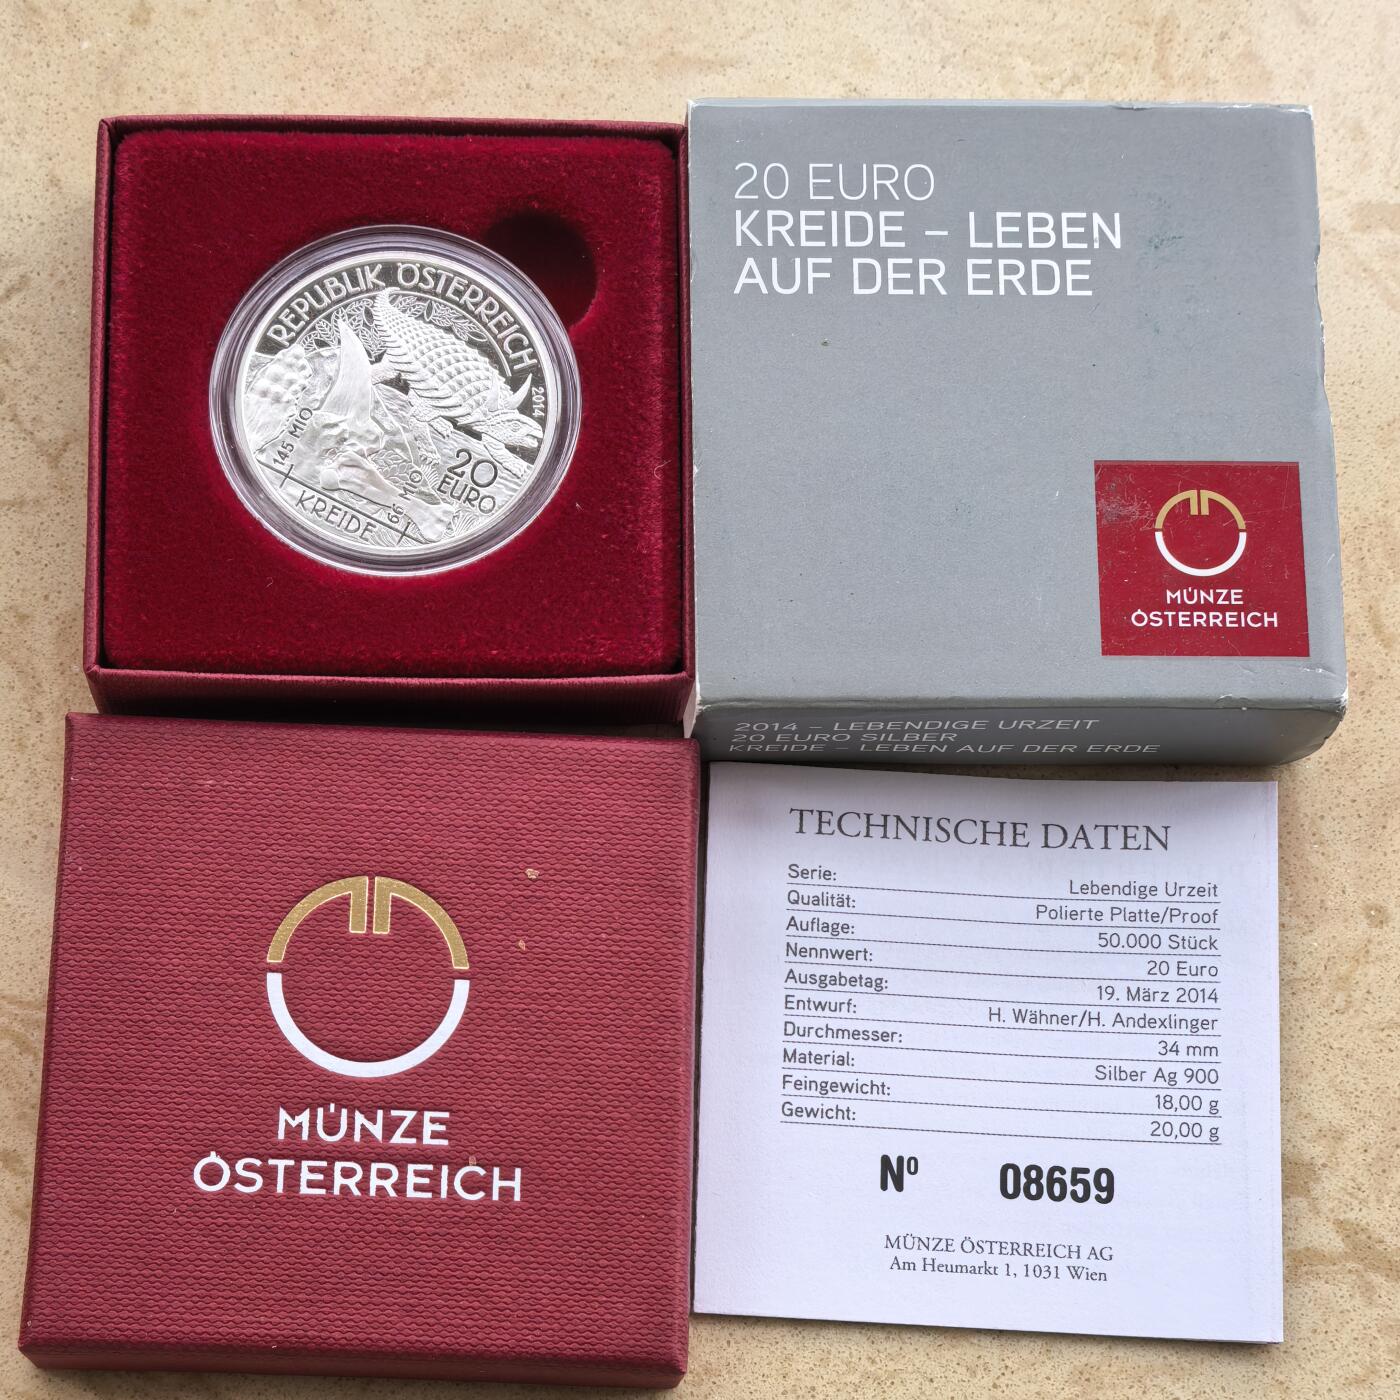 REPUBLIK ÖSTERREICH
2014
145 MIO
66 MIO
KREIDE
20
EURO
20 EURO
KREIDE – LEBEN
AUF DER ERDE
MÜNZE
ÖSTERREICH
2014 – LEBENDIGE URZEIT
20 EURO SILBER
KREIDE – LEBEN AUF DER ERDE
MÜNZE
ÖSTERREICH
TECHNISCHE DATEN
Serie: Lebendige Urzeit
Qualität: Polierte Platte/Proof
Auflage: 50.000 Stück
Nennwert: 20 Euro
Ausgabetag: 19. März 2014
Entwurf: H. Wähner/H. Andexlinger
Durchmesser: 34 mm
Material: Silber Ag 900
Feingewicht: 18,00 g
Gewicht: 20,00 g
Nº 08659
MÜNZE ÖSTERREICH AG
Am Heumarkt 1, 1031 Wien